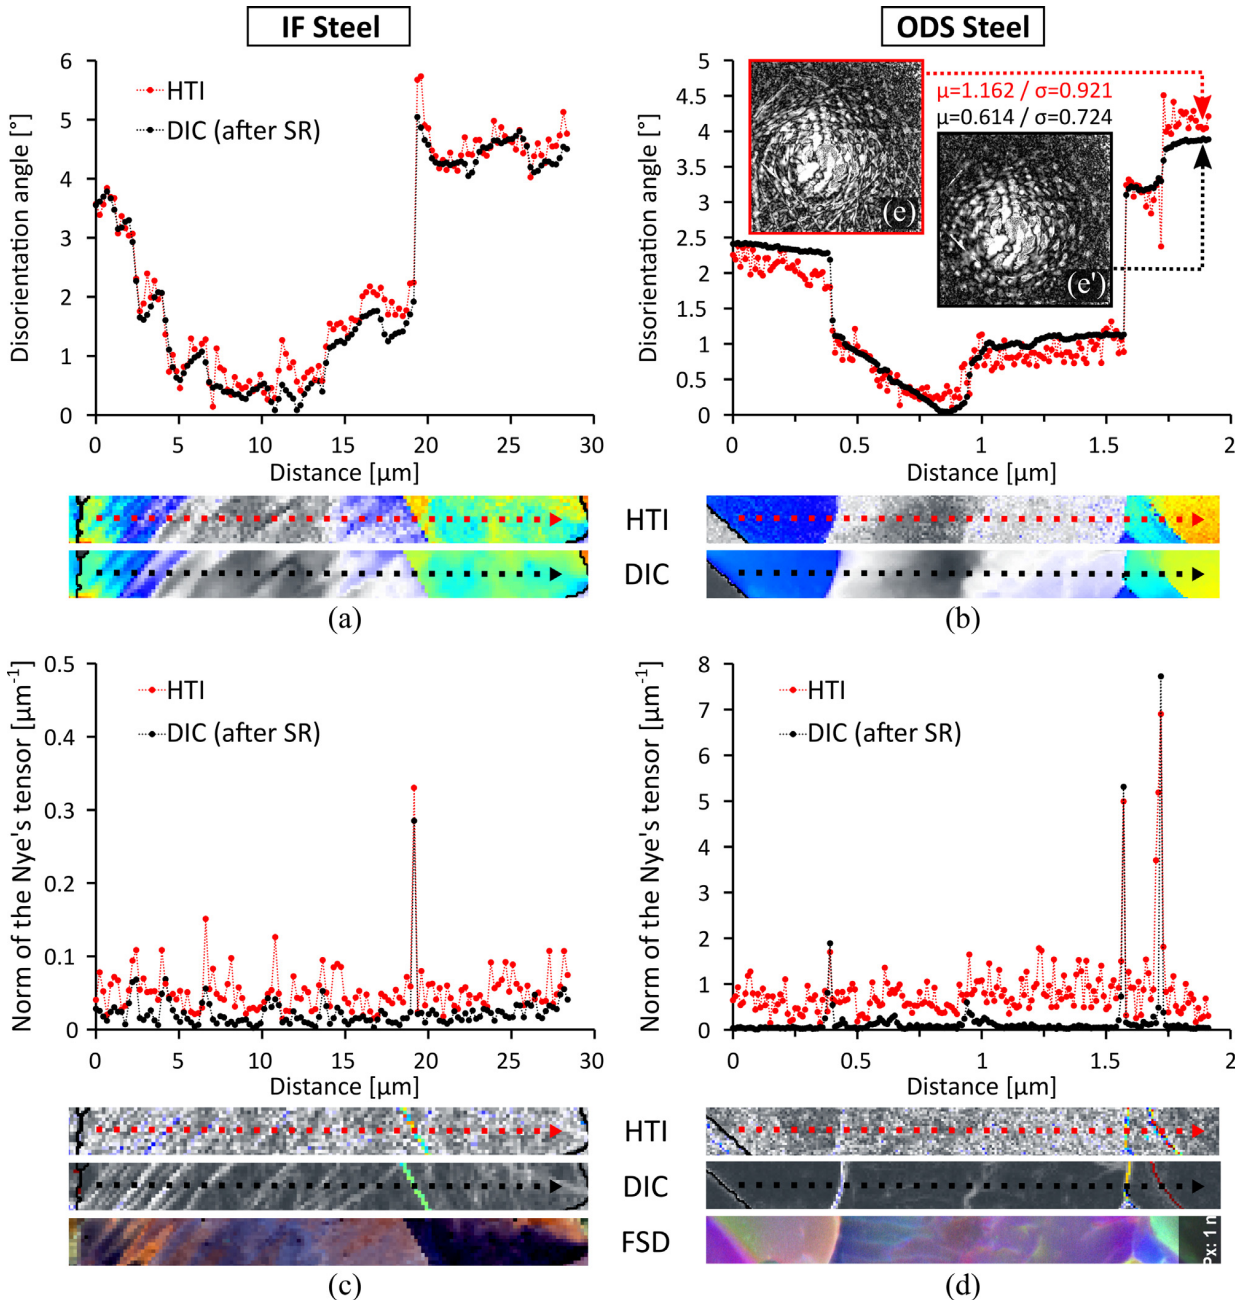 IF Steel
ODS Steel
Disorientation angle [°]
6
5
4
3
2
1
0
HTI
DIC (after SR)
0 5 10 15 20 25 30
Distance [µm]
Disorientation angle [°]
5
4.5
4
3.5
3
2.5
2
1.5
1
0.5
0
µ=1.162 / σ=0.921
µ=0.614 / σ=0.724
(e)
(e')
0 0.5 1 1.5 2
Distance [µm]
HTI
DIC
(a)
(b)
Norm of the Nye's tensor [µm⁻¹]
0.5
0.4
0.3
0.2
0.1
0
HTI
DIC (after SR)
0 5 10 15 20 25 30
Distance [µm]
Norm of the Nye's tensor [µm⁻¹]
8
7
6
5
4
3
2
1
0
HTI
DIC (after SR)
0 0.5 1 1.5 2
Distance [µm]
HTI
DIC
FSD
Px: 1 n
(c)
(d)